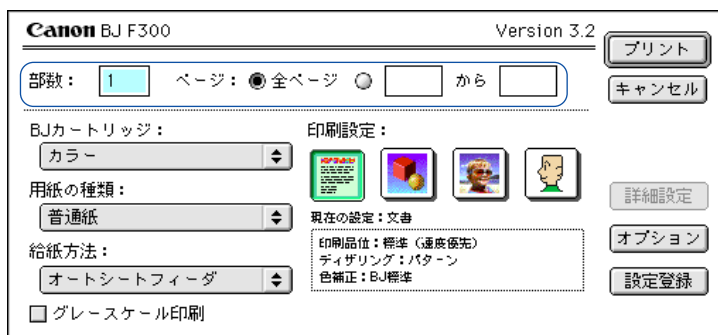 Canon BJ F300 Version 3.2
プリント
部数： 1 ページ： 全ページ から
キャンセル
BJカートリッジ：
カラー
用紙の種類：
普通紙
給紙方法：
オートシートフィーダ
グレースケール印刷
印刷設定：
現在の設定：文書
印刷品位：標準（速度優先）
ディザリング：パターン
色補正：BJ標準
詳細設定
オプション
設定登録